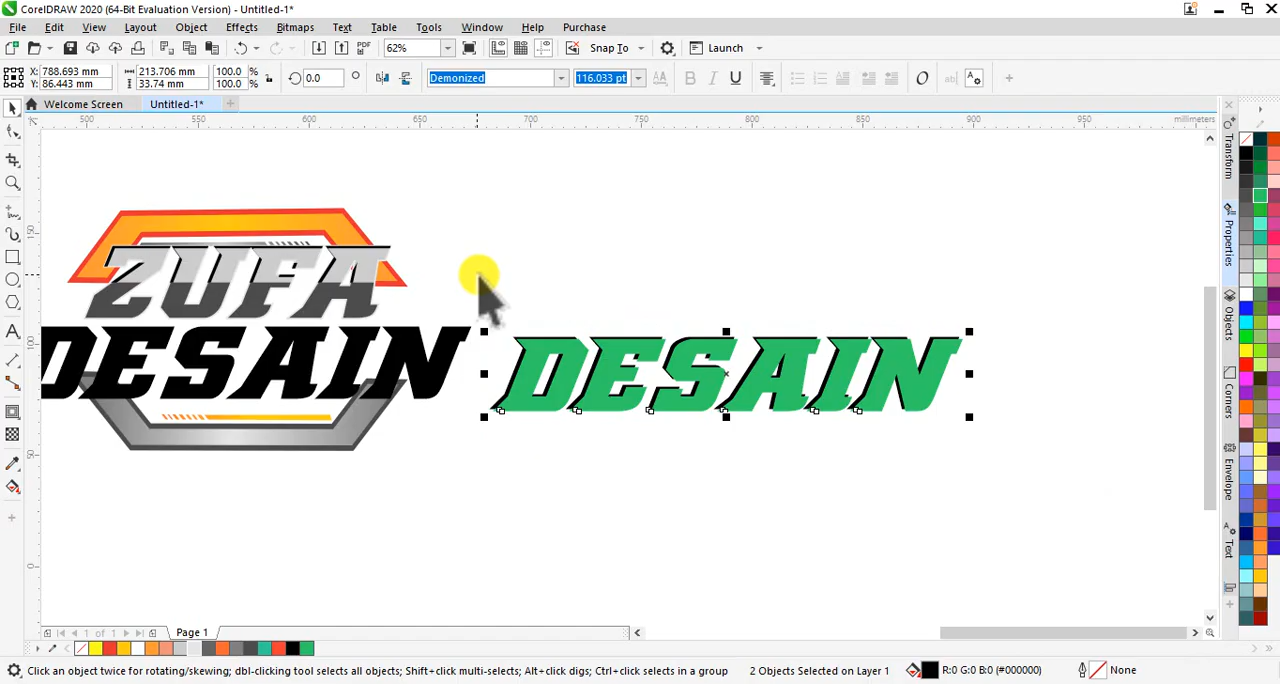 CorelDRAW 2020 (64-Bit Evaluation Version) - Untitled-1*
File Edit View Layout Object Effects Bitmaps Text Table Tools Window Help Purchase
PDF 62% Snap To Launch
X: 788.693 mm 213.706 mm 100.0 % 0.0 ° Demonized 116.033 pt
Y: 86.443 mm 33.74 mm 100.0 %
Welcome Screen Untitled-1*
500 550 600 650 700 750 800 850 900 950 millimeters
Transform
Properties
Objects
Corners
Envelope
Text
150
100
50
0
ZUFA
DESAIN
DESAIN
1 of 1 Page 1
Click an object twice for rotating/skewing; dbl-clicking tool selects all objects; Shift+click multi-selects; Alt+click digs; Ctrl+click selects in a group 2 Objects Selected on Layer 1 R:0 G:0 B:0 (#000000) None